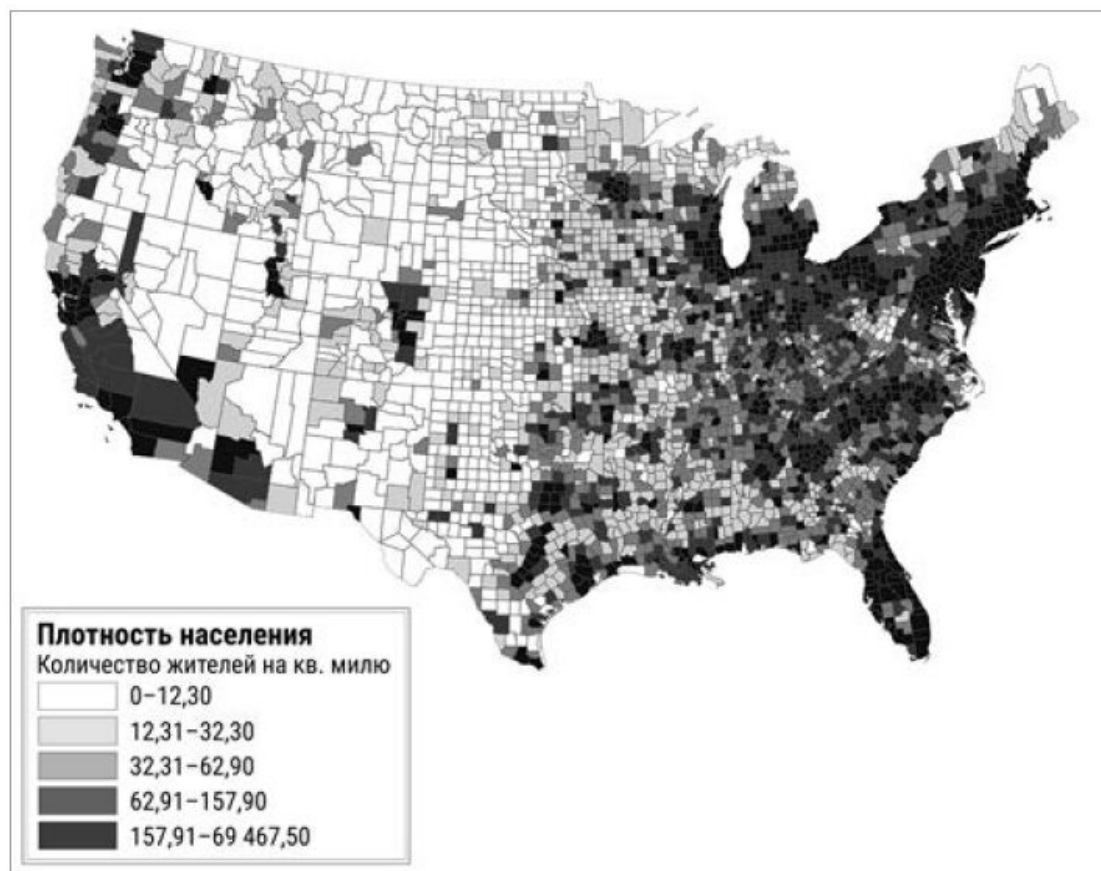 Плотность населения
Количество жителей на кв. милю
0–12,30
12,31–32,30
32,31–62,90
62,91–157,90
157,91–69 467,50